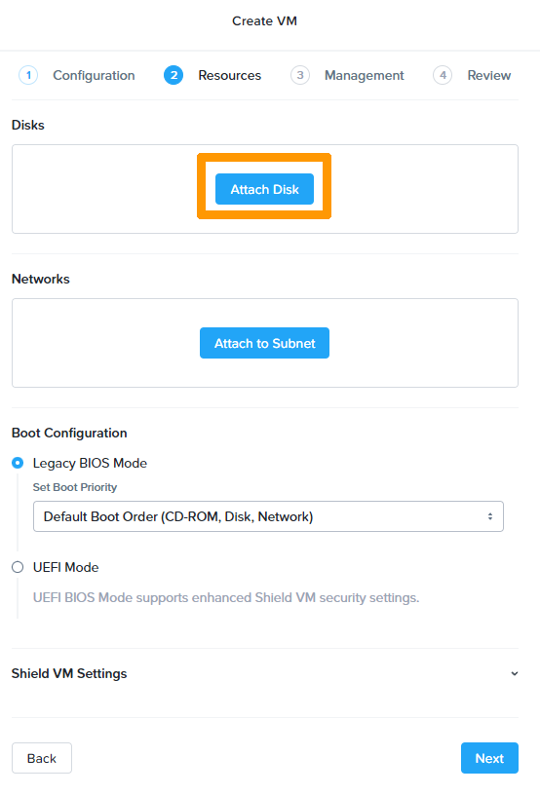 Create VM
1 Configuration 2 Resources 3 Management 4 Review
Disks
Attach Disk
Networks
Attach to Subnet
Boot Configuration
Legacy BIOS Mode
Set Boot Priority
Default Boot Order (CD-ROM, Disk, Network)
UEFI Mode
UEFI BIOS Mode supports enhanced Shield VM security settings.
Shield VM Settings
Back Next